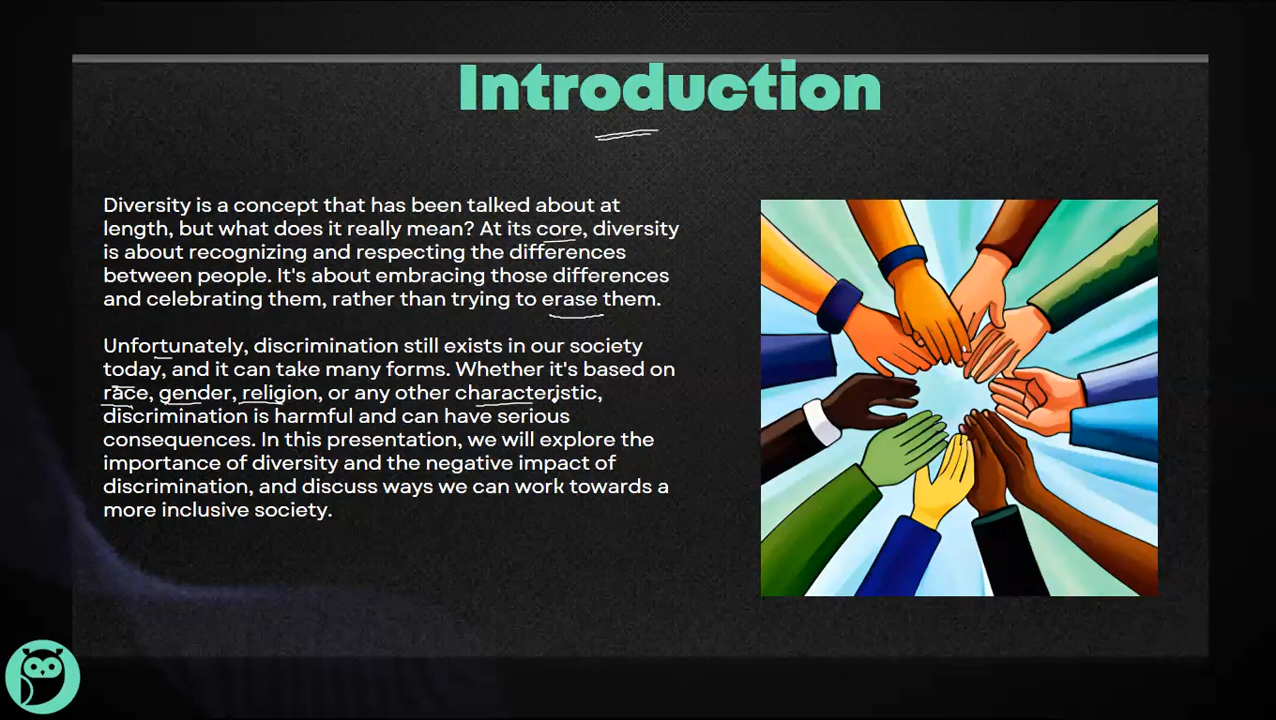 Introduction
Diversity is a concept that has been talked about at
length, but what does it really mean? At its core, diversity
is about recognizing and respecting the differences
between people. It's about embracing those differences
and celebrating them, rather than trying to erase them.
Unfortunately, discrimination still exists in our society
today, and it can take many forms. Whether it's based on
race, gender, religion, or any other characteristic,
discrimination is harmful and can have serious
consequences. In this presentation, we will explore the
importance of diversity and the negative impact of
discrimination, and discuss ways we can work towards a
more inclusive society.